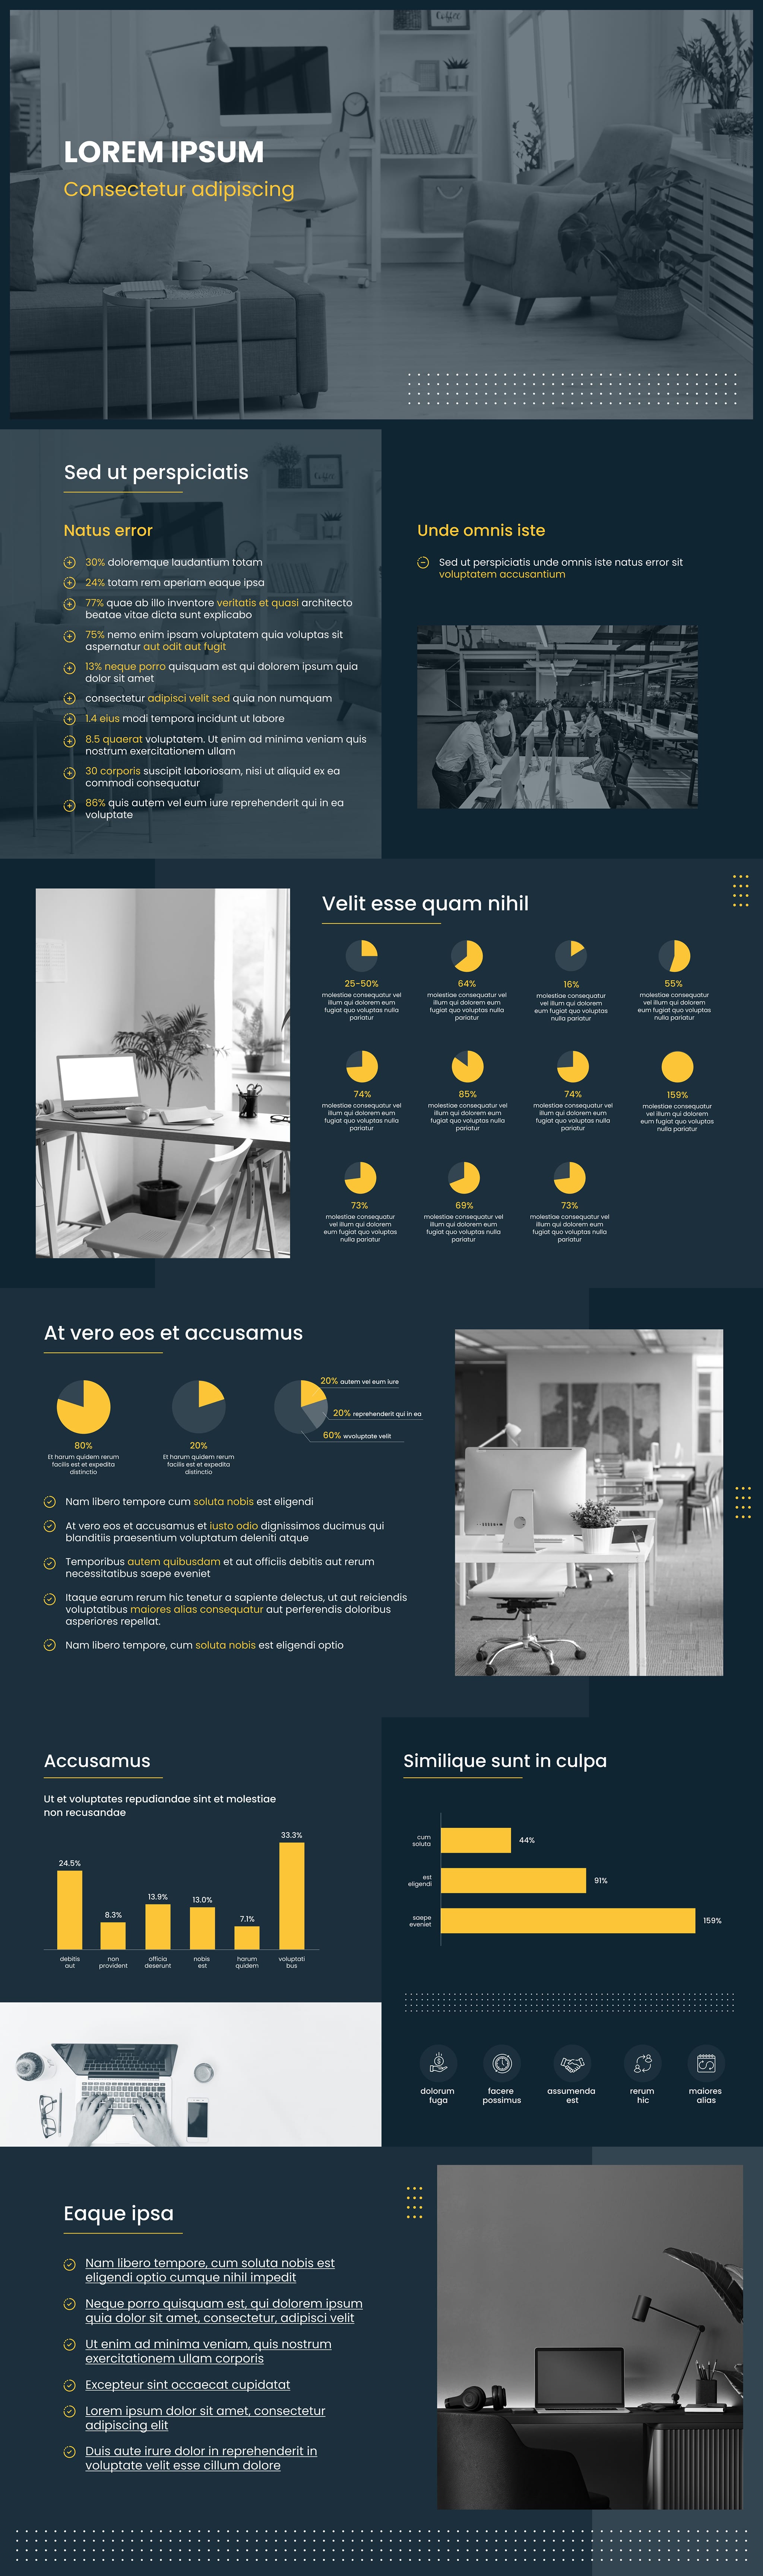 LOREM IPSUM
Consectetur adipiscing
Sed ut perspiciatis
Natus error
30% doloremque laudantium totam
24% totam rem aperiam eaque ipsa
77% quae ab illo inventore veritatis et quasi architecto
beatae vitae dicta sunt explicabo
75% nemo enim ipsam voluptatem quia voluptas sit
aspernatur aut odit aut fugit
13% neque porro quisquam est qui dolorem ipsum quia
dolor sit amet
consectetur adipisci velit sed quia non numquam
1.4 eius modi tempora incidunt ut labore
8.5 quaerat voluptatem. Ut enim ad minima veniam quis
nostrum exercitationem ullam
30 corporis suscipit laboriosam, nisi ut aliquid ex ea
commodi consequatur
86% quis autem vel eum iure reprehenderit qui in ea
voluptate
Unde omnis iste
Sed ut perspiciatis unde omnis iste natus error sit
voluptatem accusantium
Velit esse quam nihil
25-50%
molestiae consequatur vel
illum qui dolorem eum
fugiat quo voluptas nulla
pariatur
64%
molestiae consequatur vel
illum qui dolorem eum
fugiat quo voluptas nulla
pariatur
16%
molestiae consequatur
vel illum qui dolorem
eum fugiat quo voluptas
nulla pariatur
55%
molestiae consequatur
vel illum qui dolorem
eum fugiat quo voluptas
nulla pariatur
74%
molestiae consequatur vel
illum qui dolorem eum
fugiat quo voluptas nulla
pariatur
85%
molestiae consequatur vel
illum qui dolorem eum
fugiat quo voluptas nulla
pariatur
74%
molestiae consequatur vel
illum qui dolorem eum
fugiat quo voluptas nulla
pariatur
159%
molestiae consequatur
vel illum qui dolorem
eum fugiat quo voluptas
nulla pariatur
73%
molestiae consequatur
vel illum qui dolorem
eum fugiat quo voluptas
nulla pariatur
69%
molestiae consequatur vel
illum qui dolorem eum
fugiat quo voluptas nulla
pariatur
73%
molestiae consequatur vel
illum qui dolorem eum
fugiat quo voluptas nulla
pariatur
At vero eos et accusamus
80%
Et harum quidem rerum
facilis est et expedita
distinctio
20%
Et harum quidem rerum
facilis est et expedita
distinctio
20% autem vel eum iure
20% reprehenderit qui in ea
60% wvoluptate velit
Nam libero tempore cum soluta nobis est eligendi
At vero eos et accusamus et iusto odio dignissimos ducimus qui
blanditiis praesentium voluptatum deleniti atque
Temporibus autem quibusdam et aut officiis debitis aut rerum
necessitatibus saepe eveniet
Itaque earum rerum hic tenetur a sapiente delectus, ut aut reiciendis
voluptatibus maiores alias consequatur aut perferendis doloribus
asperiores repellat.
Nam libero tempore, cum soluta nobis est eligendi optio
Accusamus
Ut et voluptates repudiandae sint et molestiae
non recusandae
24.5%
8.3%
13.9%
13.0%
7.1%
33.3%
debitis
aut
non
provident
officia
deserunt
nobis
est
harum
quidem
voluptati
bus
Similique sunt in culpa
cum
soluta
44%
est
eligendi
91%
saepe
eveniet
159%
dolorum
fuga
facere
possimus
assumenda
est
rerum
hic
maiores
alias
Eaque ipsa
Nam libero tempore, cum soluta nobis est
eligendi optio cumque nihil impedit
Neque porro quisquam est, qui dolorem ipsum
quia dolor sit amet, consectetur, adipisci velit
Ut enim ad minima veniam, quis nostrum
exercitationem ullam corporis
Excepteur sint occaecat cupidatat
Lorem ipsum dolor sit amet, consectetur
adipiscing elit
Duis aute irure dolor in reprehenderit in
voluptate velit esse cillum dolore